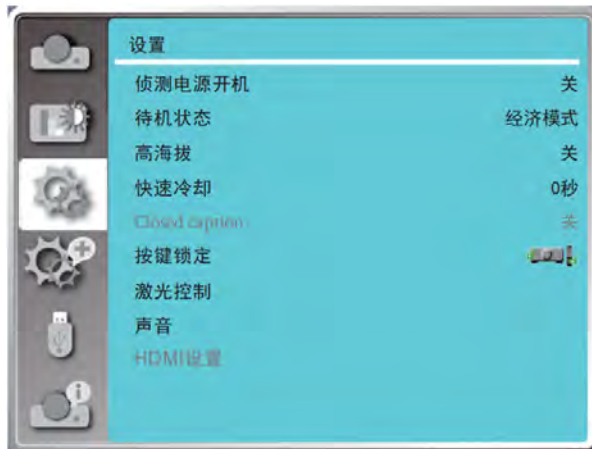 设置
侦测电源开机 关
待机状态 经济模式
高海拔 关
快速冷却 0秒
Closed caption 关
按键锁定
激光控制
声音
HDMI设置